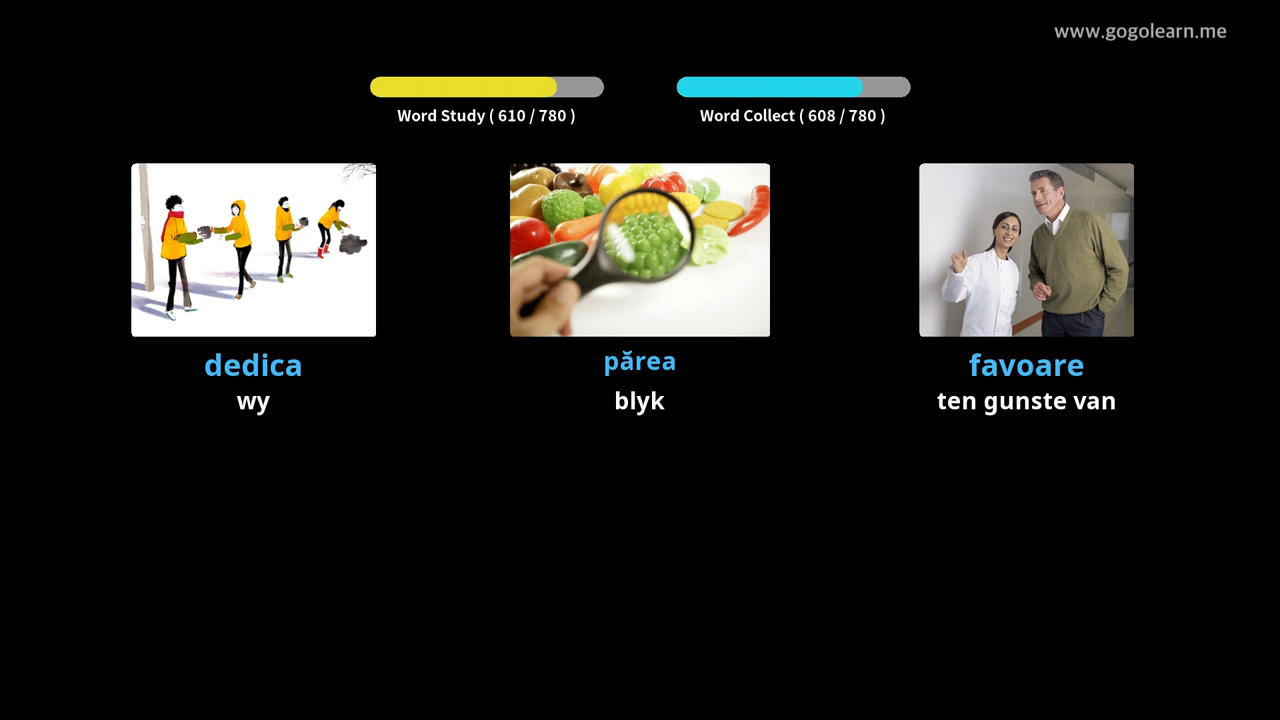 www.gogolearn.me
Word Study ( 610 / 780 )
Word Collect ( 608 / 780 )
dedica
wy
părea
blyk
favoare
ten gunste van